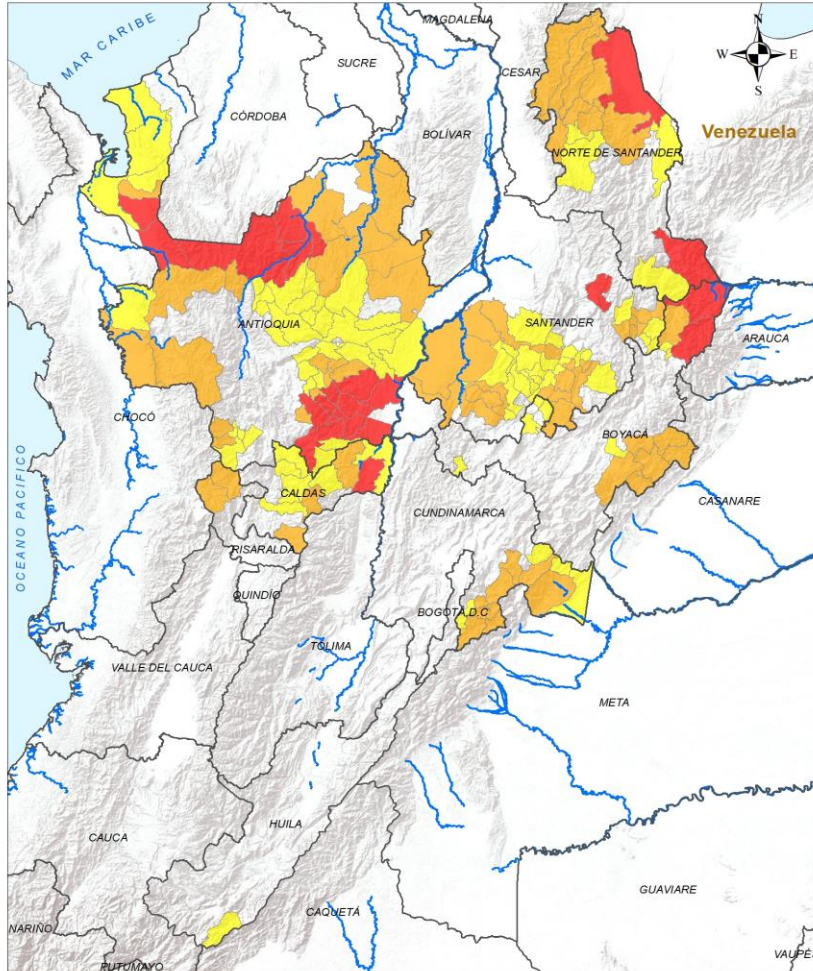 MAGDALENA
N
W E
S
MAR CARIBE
SUCRE
CESAR
CÓRDOBA
BOLÍVAR
Venezuela
NORTE DE SANTANDER
ANTIOQUIA
SANTANDER
ARAUCA
CHOCÓ
BOYACÁ
OCEANO PACIFICO
CALDAS
CASANARE
CUNDINAMARCA
RISARALDA
QUINDÍO
BOGOTÁ, D.C
TOLIMA
VALLE DEL CAUCA
META
HUILA
CAUCA
GUAVIARE
CAQUETÁ
NARIÑO
PUTUMAYO
VAUPÉS